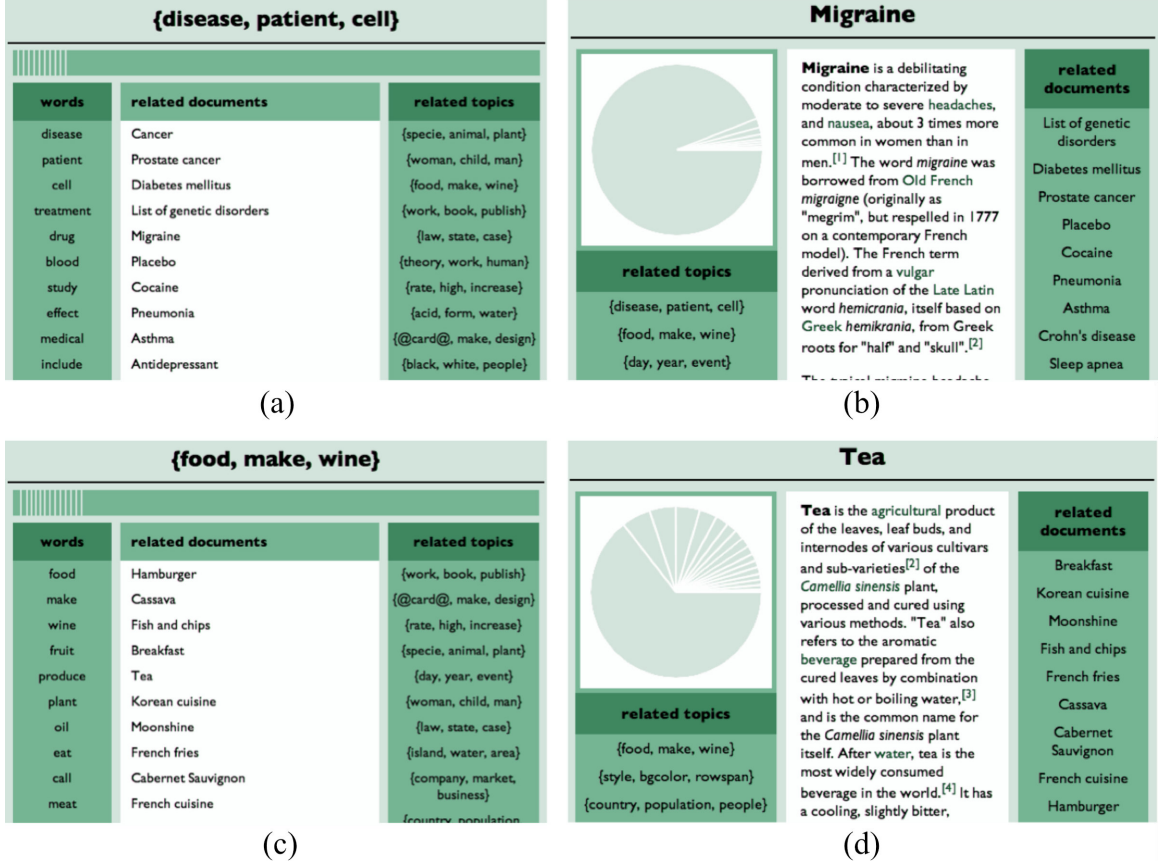 {disease, patient, cell}
words
disease
patient
cell
treatment
drug
blood
study
effect
medical
include
related documents
Cancer
Prostate cancer
Diabetes mellitus
List of genetic disorders
Migraine
Placebo
Cocaine
Pneumonia
Asthma
Antidepressant
related topics
{specie, animal, plant}
{woman, child, man}
{food, make, wine}
{work, book, publish}
{law, state, case}
{theory, work, human}
{rate, high, increase}
{acid, form, water}
{@card@, make, design}
{black, white, people}
(a)
Migraine
related topics
{disease, patient, cell}
{food, make, wine}
{day, year, event}
Migraine is a debilitating
condition characterized by
moderate to severe headaches,
and nausea, about 3 times more
common in women than in
men.[1] The word migraine was
borrowed from Old French
migraigne (originally as
"megrim", but respelled in 1777
on a contemporary French
model). The French term
derived from a vulgar
pronunciation of the Late Latin
word hemicrania, itself based on
Greek hemikrania, from Greek
roots for "half" and "skull".[2]
The typical migraine headache
related
documents
List of genetic
disorders
Diabetes mellitus
Prostate cancer
Placebo
Cocaine
Pneumonia
Asthma
Crohn's disease
Sleep apnea
(b)
{food, make, wine}
words
food
make
wine
fruit
produce
plant
oil
eat
call
meat
related documents
Hamburger
Cassava
Fish and chips
Breakfast
Tea
Korean cuisine
Moonshine
French fries
Cabernet Sauvignon
French cuisine
related topics
{work, book, publish}
{@card@, make, design}
{rate, high, increase}
{specie, animal, plant}
{day, year, event}
{woman, child, man}
{law, state, case}
{island, water, area}
{company, market,
business}
{country, population,
(c)
Tea
related topics
{food, make, wine}
{style, bgcolor, rowspan}
{country, population, people}
Tea is the agricultural product
of the leaves, leaf buds, and
internodes of various cultivars
and sub-varieties[2] of the
Camellia sinensis plant,
processed and cured using
various methods. "Tea" also
refers to the aromatic
beverage prepared from the
cured leaves by combination
with hot or boiling water,[3]
and is the common name for
the Camellia sinensis plant
itself. After water, tea is the
most widely consumed
beverage in the world.[4] It has
a cooling, slightly bitter,
related
documents
Breakfast
Korean cuisine
Moonshine
Fish and chips
French fries
Cassava
Cabernet
Sauvignon
French cuisine
Hamburger
(d)